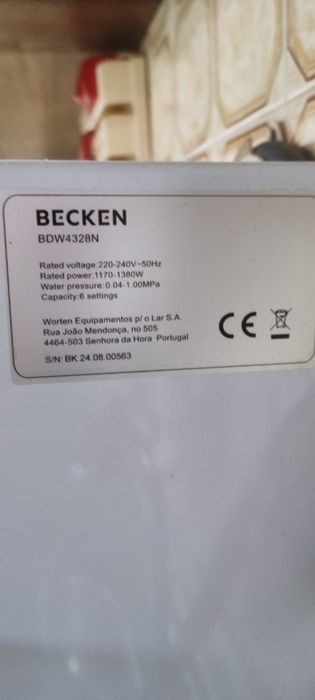 BECKEN
BDW4328N
Rated voltage:220-240V~50Hz
Rated power:1170-1380W
Water pressure:0.04-1.00MPa
Capacity:6 settings
Worten Equipamentos p/ o Lar S.A.
Rua João Mendonça, no 505
4464-503 Senhora da Hora Portugal
CE
S/N: BK 24.08.00563